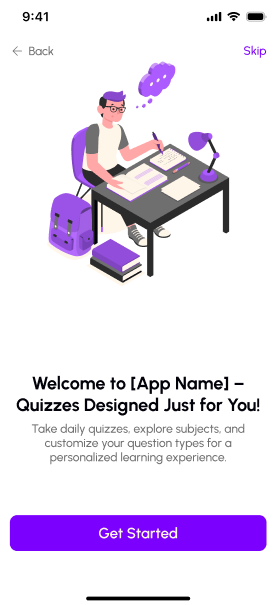 9:41
Back
Skip
Welcome to [App Name] –
Quizzes Designed Just for You!
Take daily quizzes, explore subjects, and
customize your question types for a
personalized learning experience.
Get Started